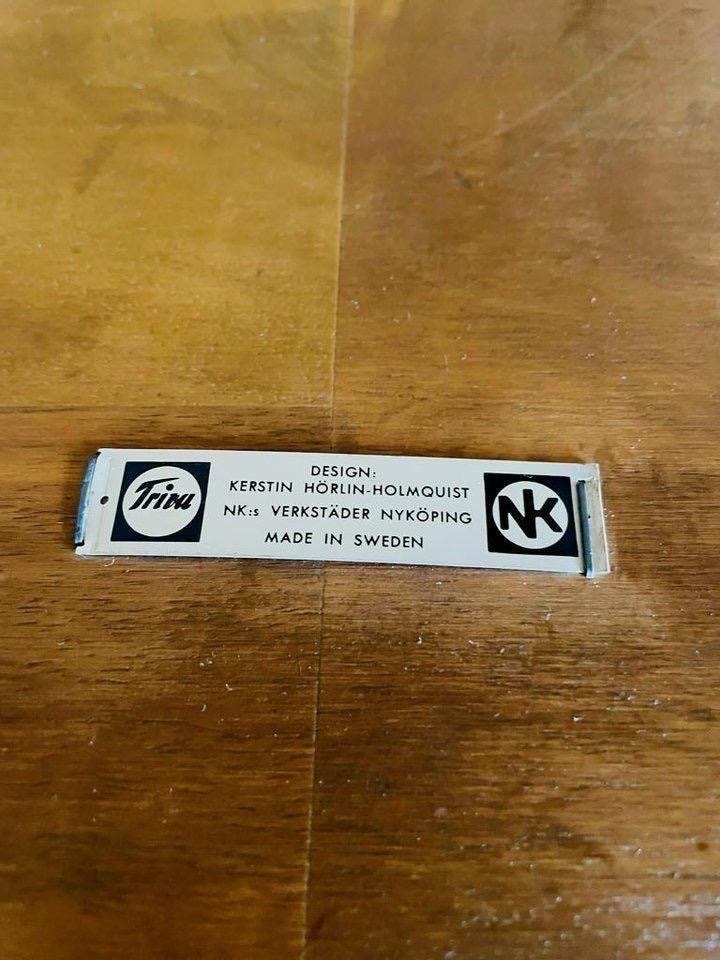 Triva
DESIGN:
KERSTIN HÖRLIN-HOLMQUIST
NK:s VERKSTÄDER NYKÖPING
MADE IN SWEDEN
NK